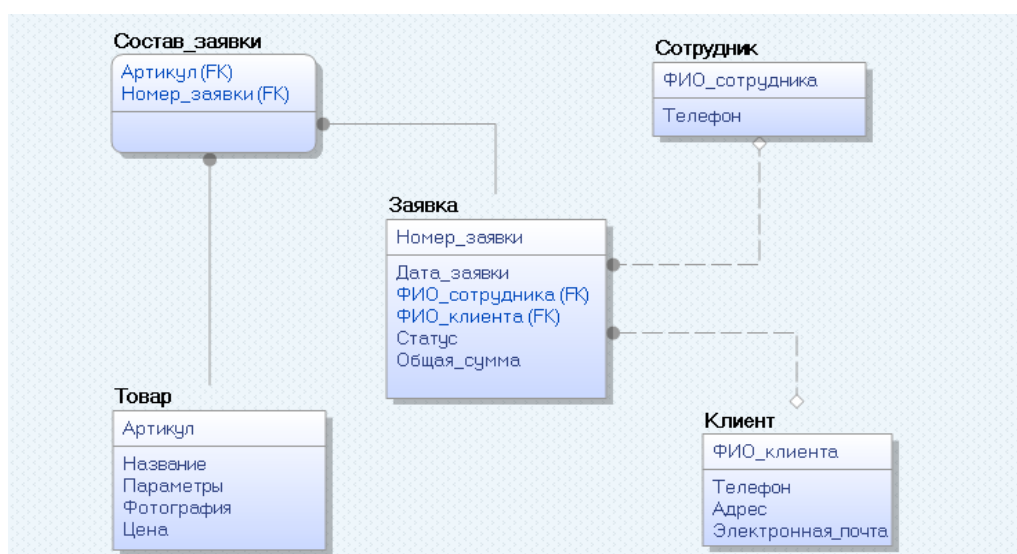 Состав_заявки
Артикул (FK)
Номер_заявки (FK)
Сотрудник
ФИО_сотрудника
Телефон
Заявка
Номер_заявки
Дата_заявки
ФИО_сотрудника (FK)
ФИО_клиента (FK)
Статус
Общая_сумма
Товар
Артикул
Название
Параметры
Фотография
Цена
Клиент
ФИО_клиента
Телефон
Адрес
Электронная_почта